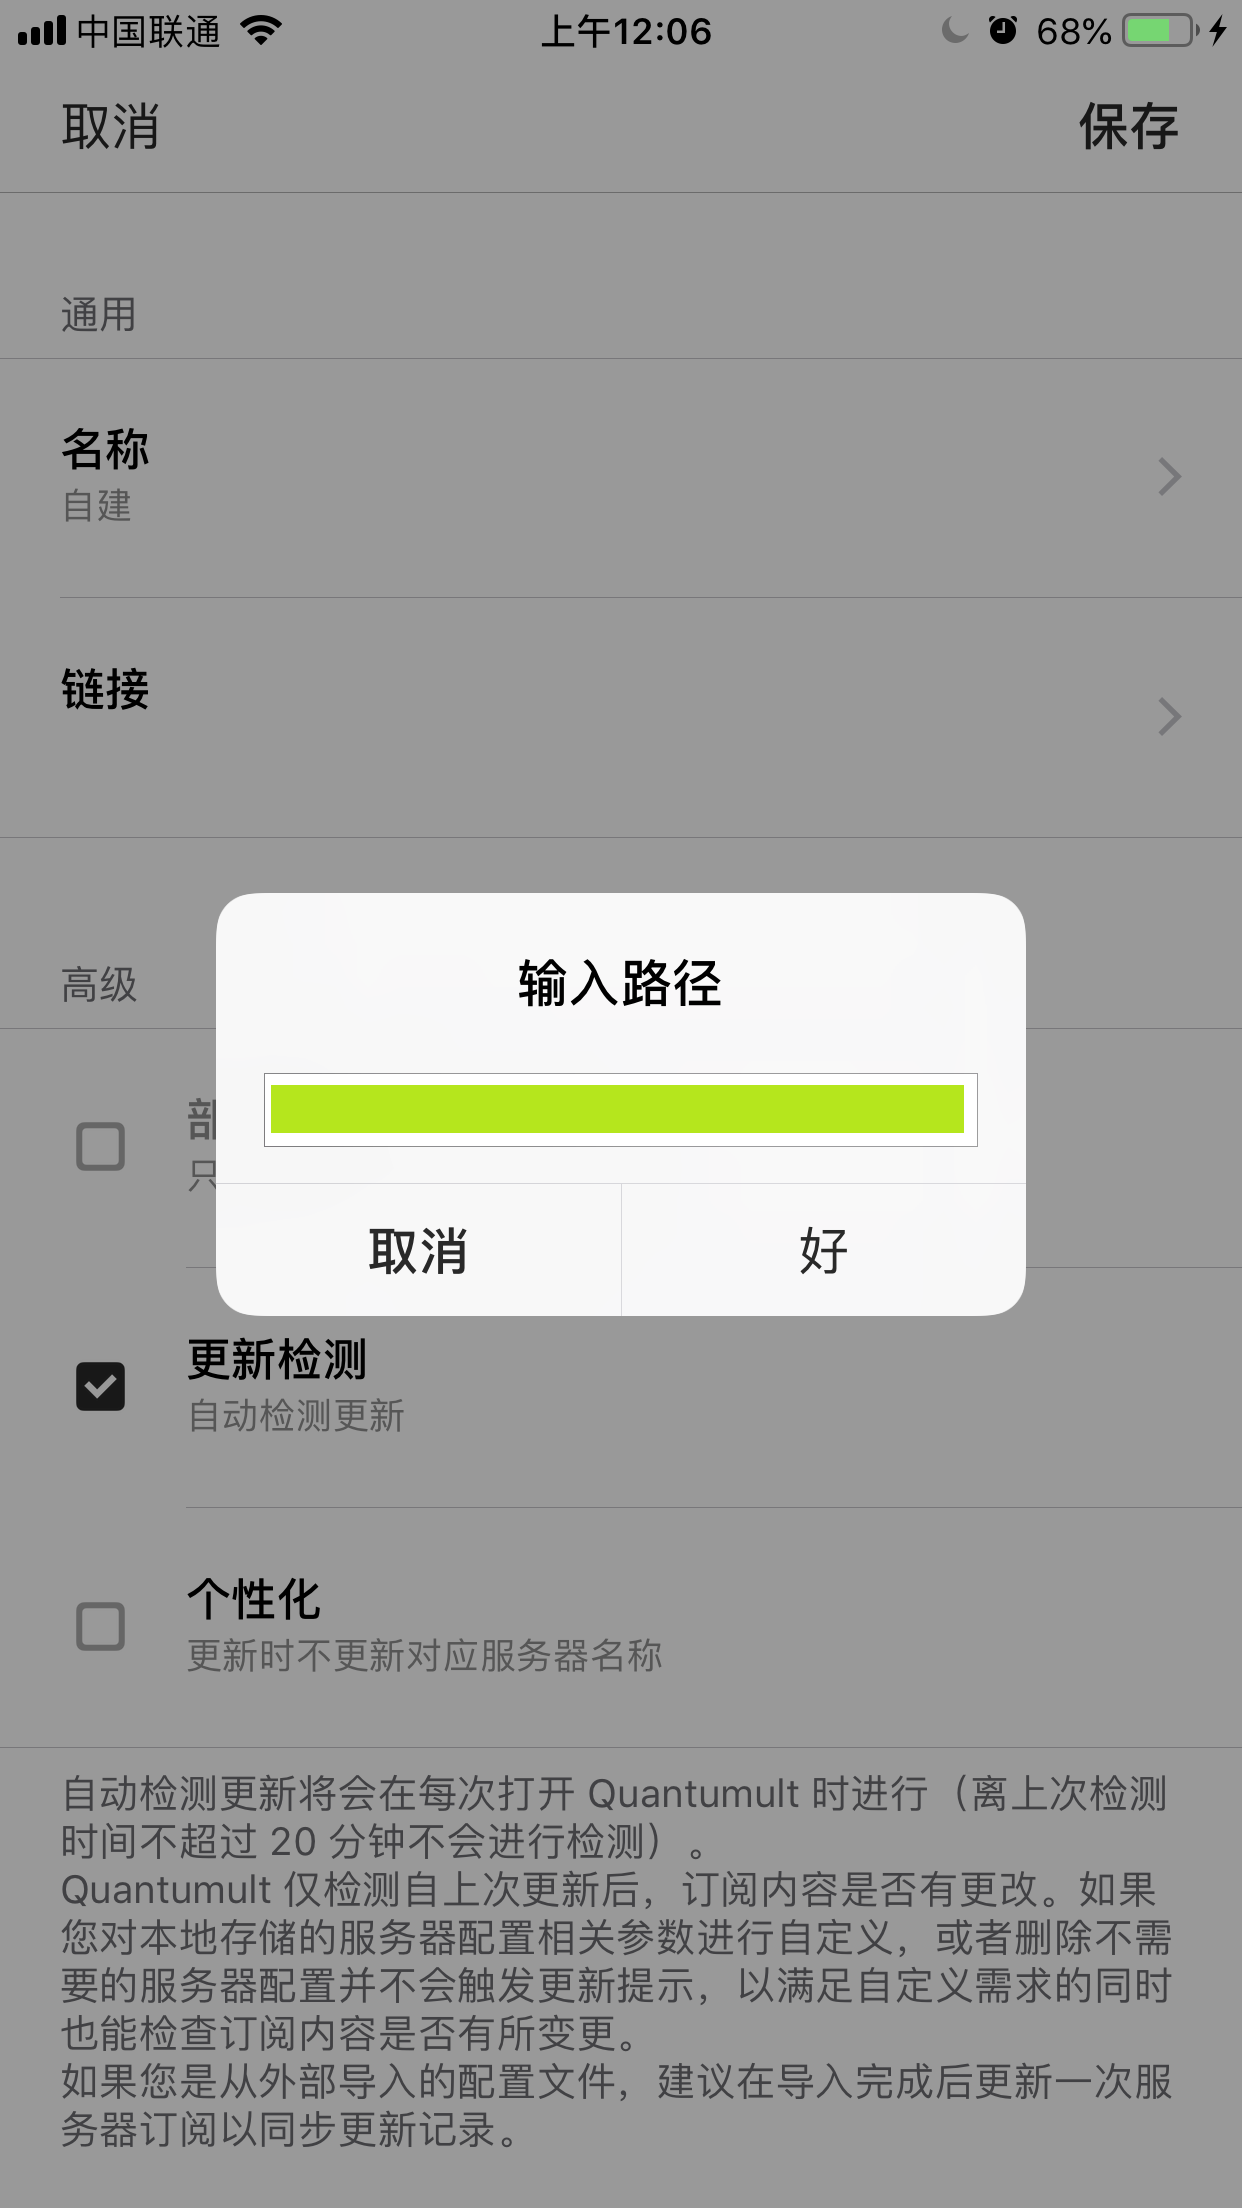 中国联通
上午12:06
68%
取消
保存
通用
名称
自建
链接
高级
输入路径
取消
好
更新检测
自动检测更新
个性化
更新时不更新对应服务器名称
自动检测更新将会在每次打开 Quantumult 时进行（离上次检测
时间不超过 20 分钟不会进行检测）。
Quantumult 仅检测自上次更新后，订阅内容是否有更改。如果
您对本地存储的服务器配置相关参数进行自定义，或者删除不需
要的服务器配置并不会触发更新提示，以满足自定义需求的同时
也能检查订阅内容是否有所变更。
如果您是从外部导入的配置文件，建议在导入完成后更新一次服
务器订阅以同步更新记录。